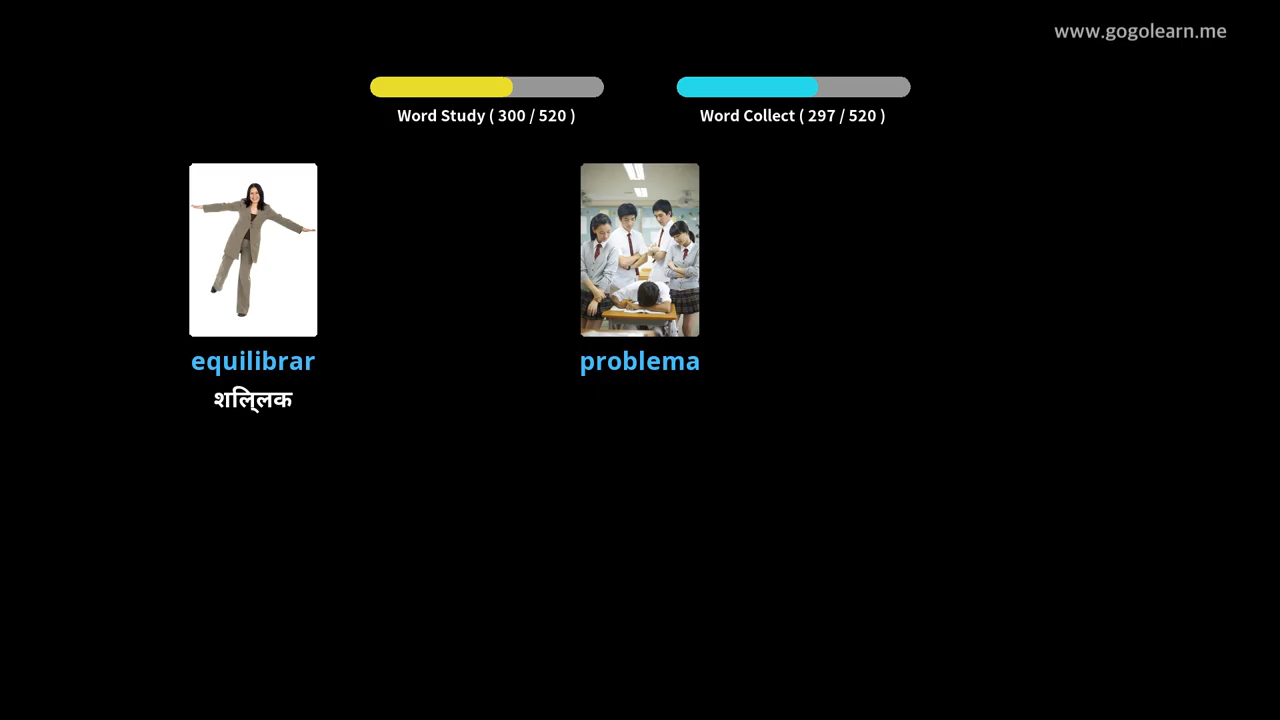 www.gogolearn.me
Word Study ( 300 / 520 )
Word Collect ( 297 / 520 )
equilibrar
problema
शल्लिक